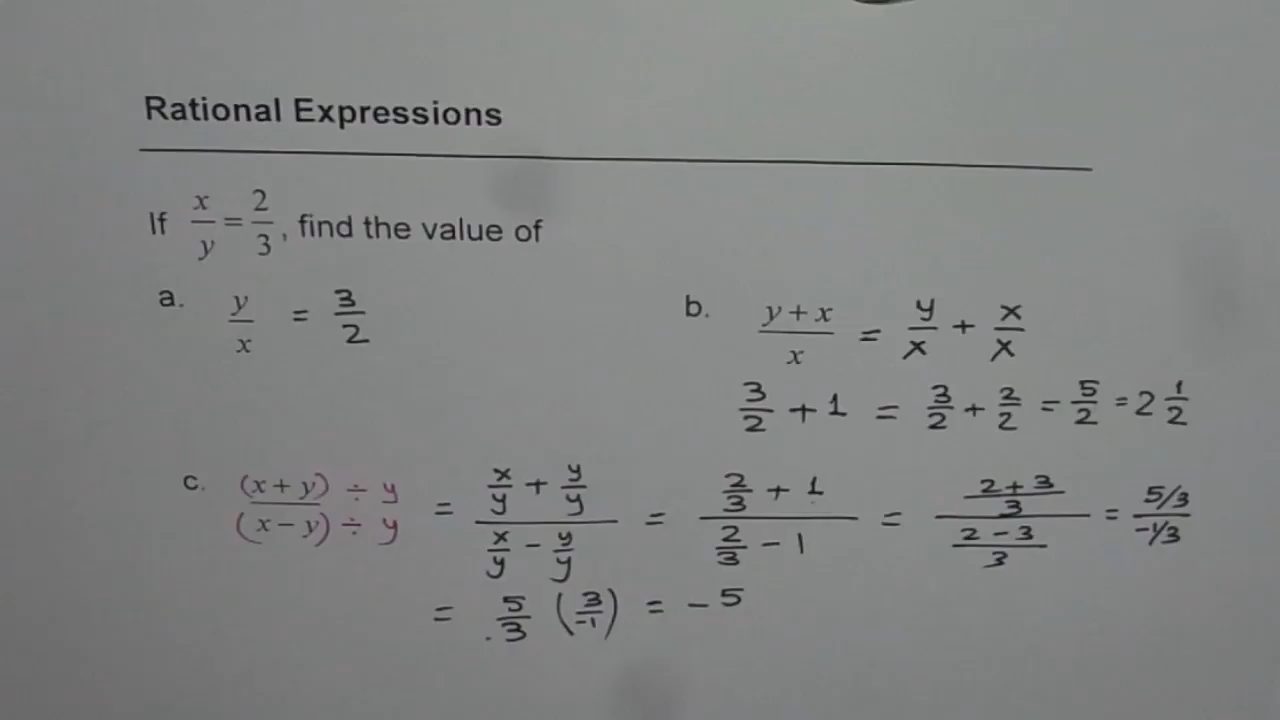 Rational Expressions
If x/y = 2/3, find the value of
a. y/x = 3/2
b. (y + x)/x = y/x + x/x
3/2 + 1 = 3/2 + 2/2 = 5/2 = 2 1/2
c. (x + y) ÷ y / (x − y) ÷ y = (x/y + y/y)/(x/y − y/y) = (2/3 + 1)/(2/3 − 1) = ((2 + 3)/3)/((2 − 3)/3) = (5/3)/(-1/3)
= 5/3 (3/-1) = − 5